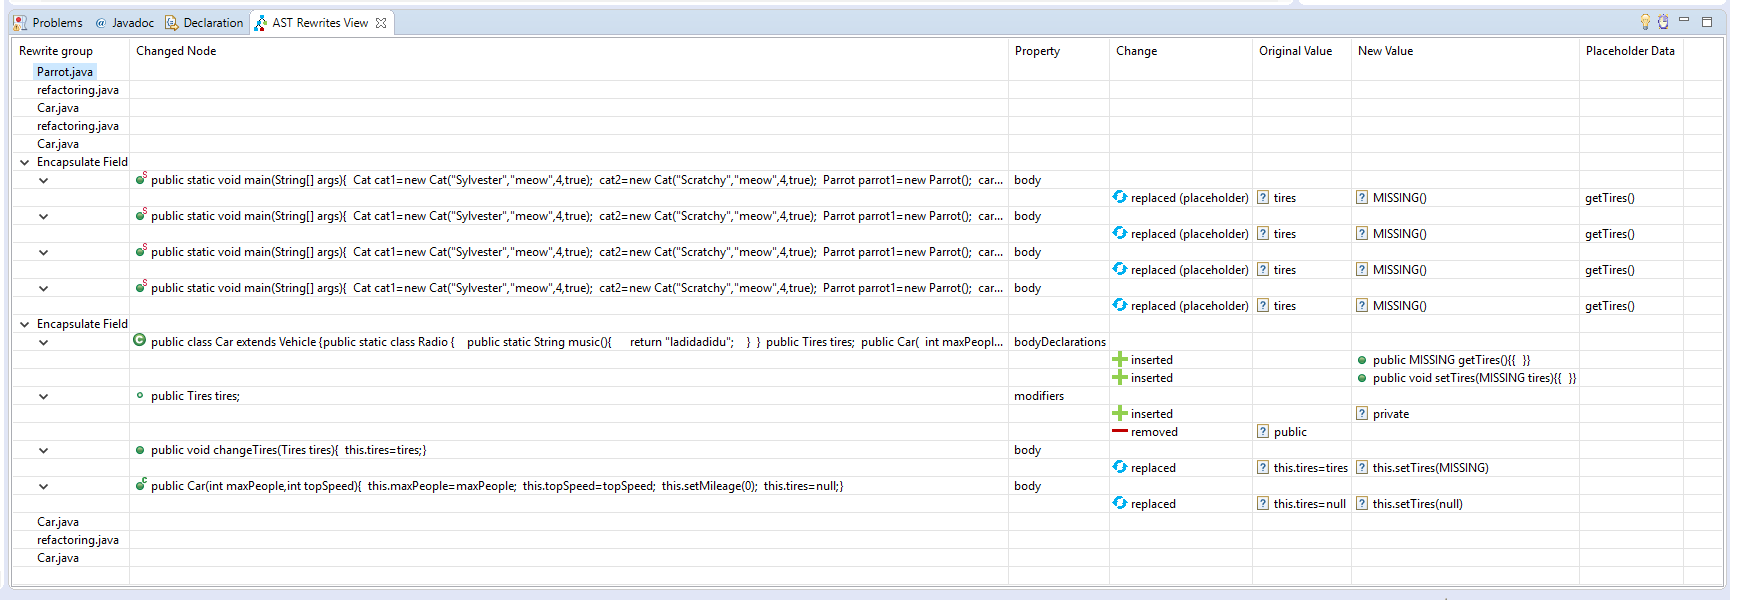 Problems @ Javadoc Declaration AST Rewrites View
Rewrite group Changed Node Property Change Original Value New Value Placeholder Data
Parrot.java
refactoring.java
Car.java
refactoring.java
Car.java
Encapsulate Field
public static void main(String[] args){ Cat cat1=new Cat("Sylvester","meow",4,true); cat2=new Cat("Scratchy","meow",4,true); Parrot parrot1=new Parrot(); car... body
replaced (placeholder) tires MISSING() getTires()
public static void main(String[] args){ Cat cat1=new Cat("Sylvester","meow",4,true); cat2=new Cat("Scratchy","meow",4,true); Parrot parrot1=new Parrot(); car... body
replaced (placeholder) tires MISSING() getTires()
public static void main(String[] args){ Cat cat1=new Cat("Sylvester","meow",4,true); cat2=new Cat("Scratchy","meow",4,true); Parrot parrot1=new Parrot(); car... body
replaced (placeholder) tires MISSING() getTires()
public static void main(String[] args){ Cat cat1=new Cat("Sylvester","meow",4,true); cat2=new Cat("Scratchy","meow",4,true); Parrot parrot1=new Parrot(); car... body
replaced (placeholder) tires MISSING() getTires()
Encapsulate Field
public class Car extends Vehicle {public static class Radio { public static String music(){ return "ladidadidu"; } } public Tires tires; public Car( int maxPeopl... bodyDeclarations
inserted public MISSING getTires(){{ }}
inserted public void setTires(MISSING tires){{ }}
public Tires tires; modifiers
inserted private
removed public
public void changeTires(Tires tires){ this.tires=tires;} body
replaced this.tires=tires this.setTires(MISSING)
public Car(int maxPeople,int topSpeed){ this.maxPeople=maxPeople; this.topSpeed=topSpeed; this.setMileage(0); this.tires=null;} body
replaced this.tires=null this.setTires(null)
Car.java
refactoring.java
Car.java